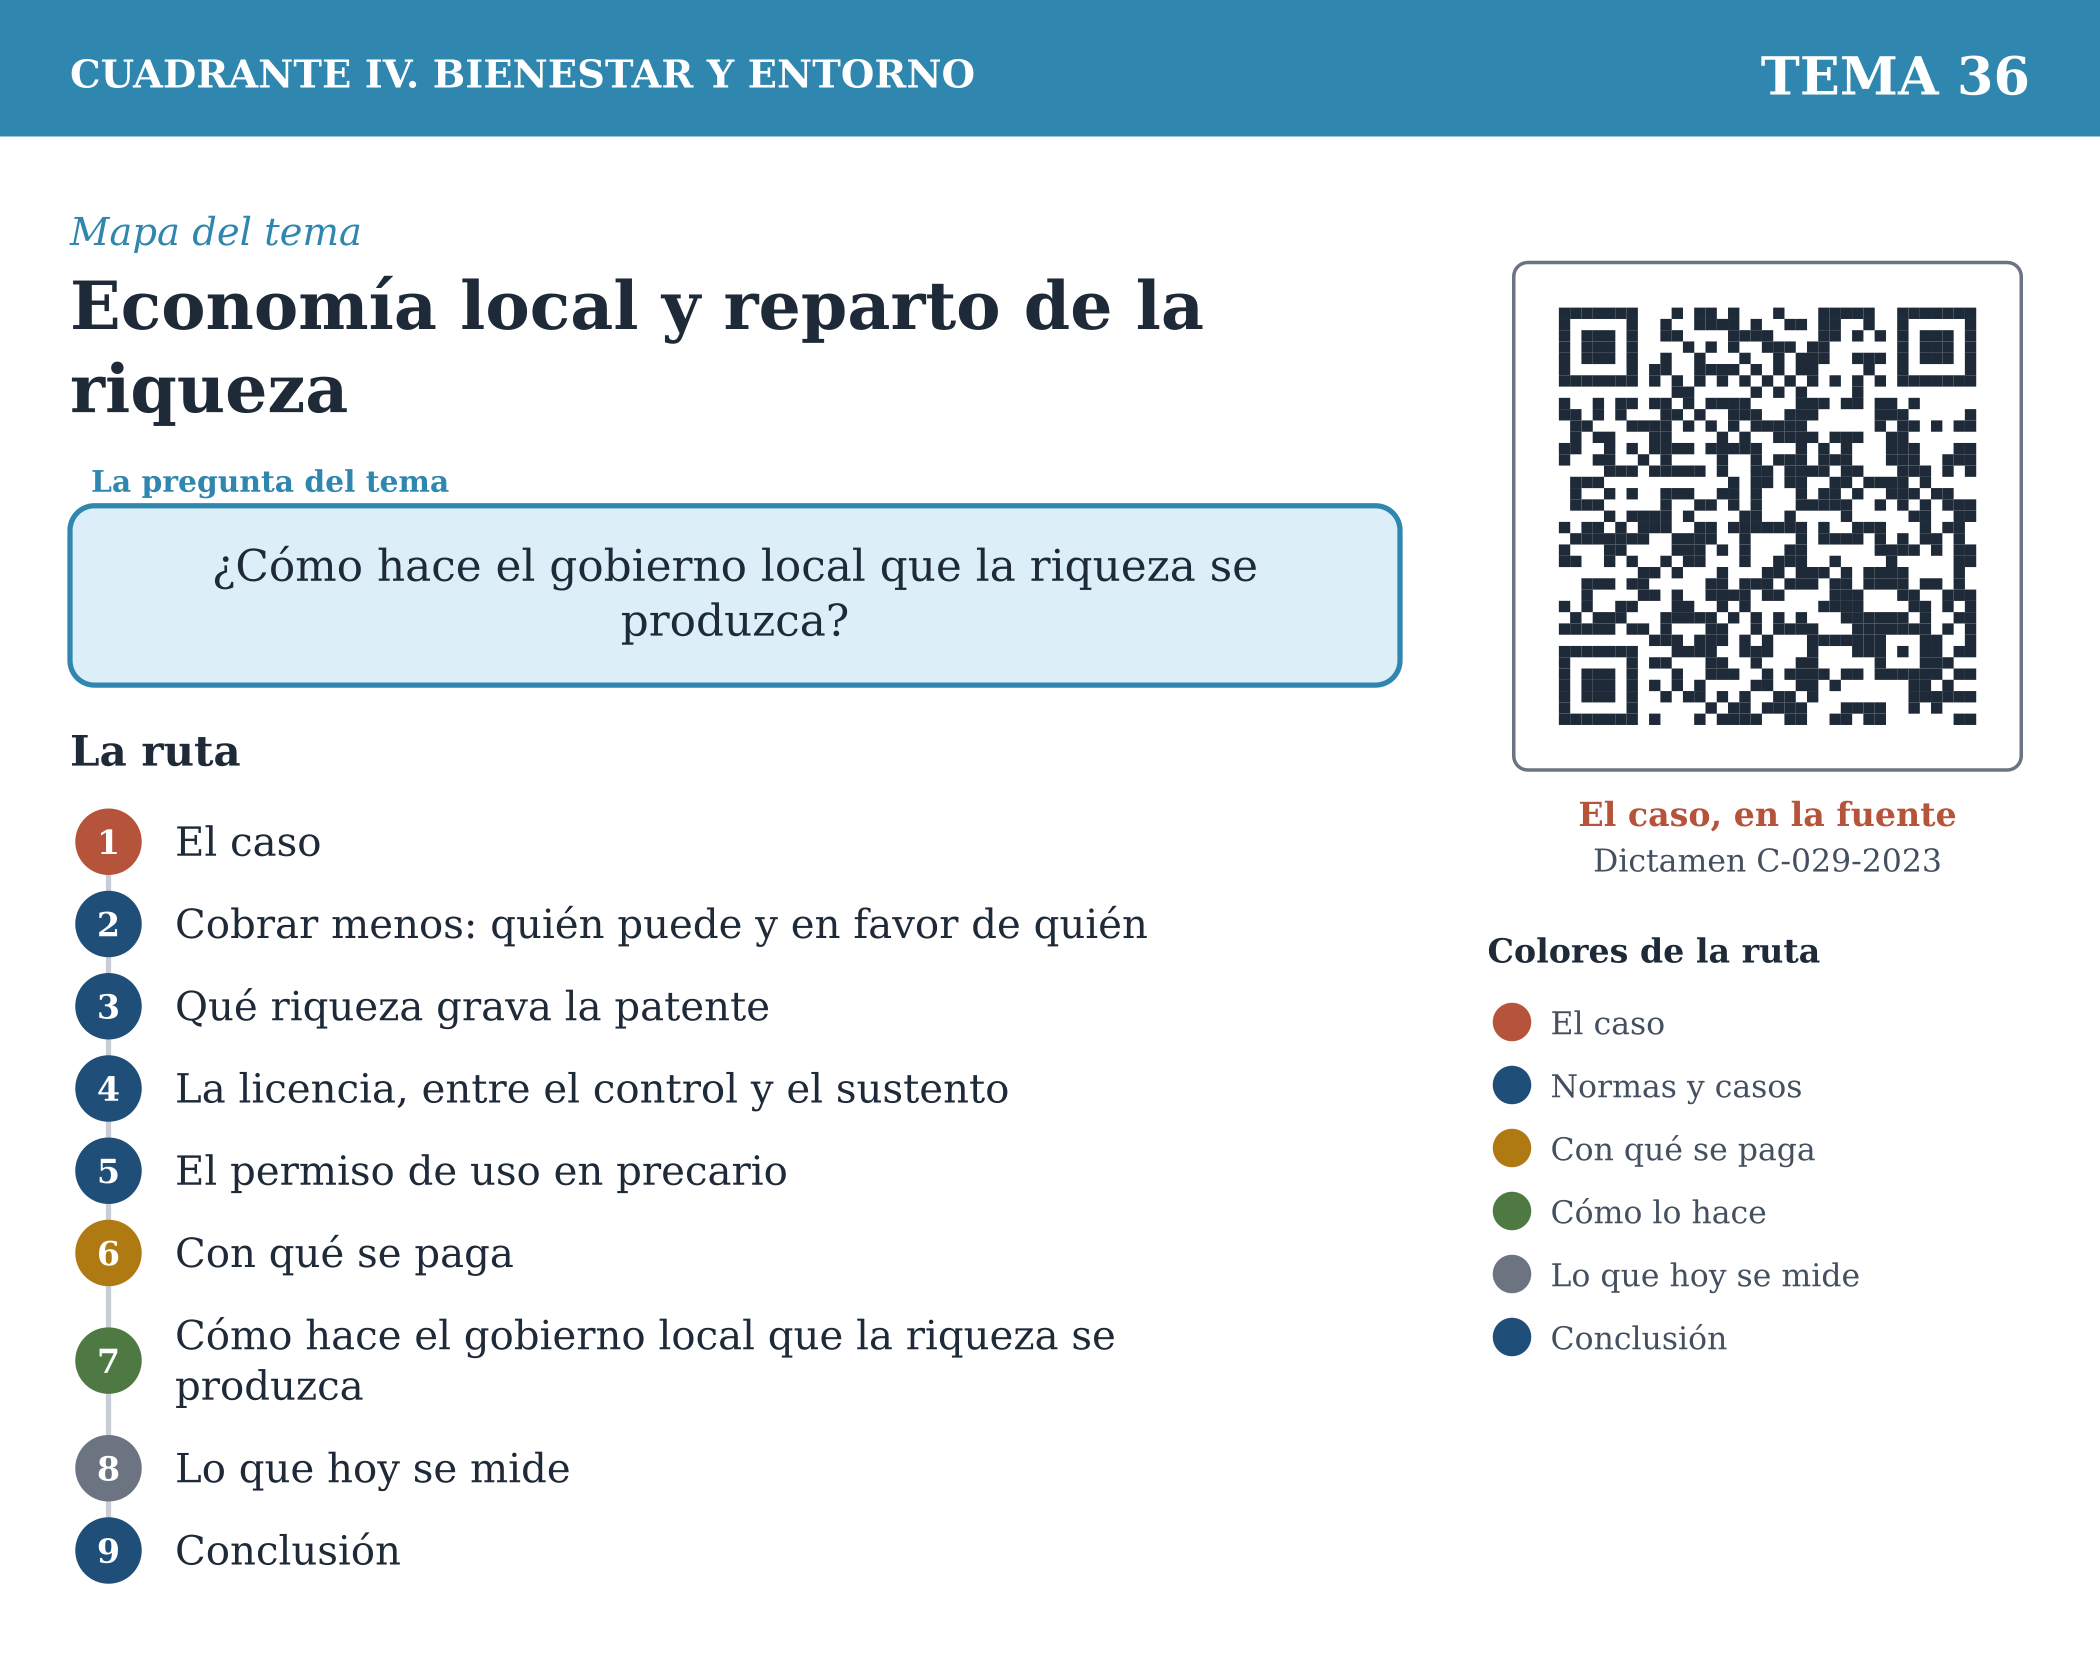 CUADRANTE IV. BIENESTAR Y ENTORNO
TEMA 36
Mapa del tema
Economía local y reparto de la
riqueza
La pregunta del tema
¿Cómo hace el gobierno local que la riqueza se
produzca?
La ruta
1 El caso
2 Cobrar menos: quién puede y en favor de quién
3 Qué riqueza grava la patente
4 La licencia, entre el control y el sustento
5 El permiso de uso en precario
6 Con qué se paga
7 Cómo hace el gobierno local que la riqueza se
produzca
8 Lo que hoy se mide
9 Conclusión
El caso, en la fuente
Dictamen C-029-2023
Colores de la ruta
El caso
Normas y casos
Con qué se paga
Cómo lo hace
Lo que hoy se mide
Conclusión